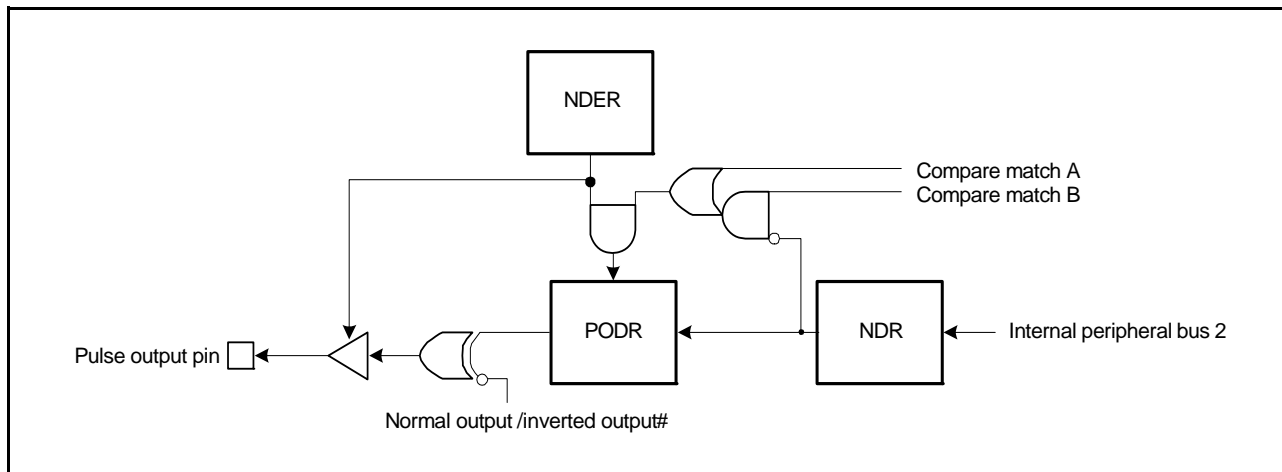 NDER
Compare match A
Compare match B
PODR
NDR
Internal peripheral bus 2
Pulse output pin
Normal output /inverted output#